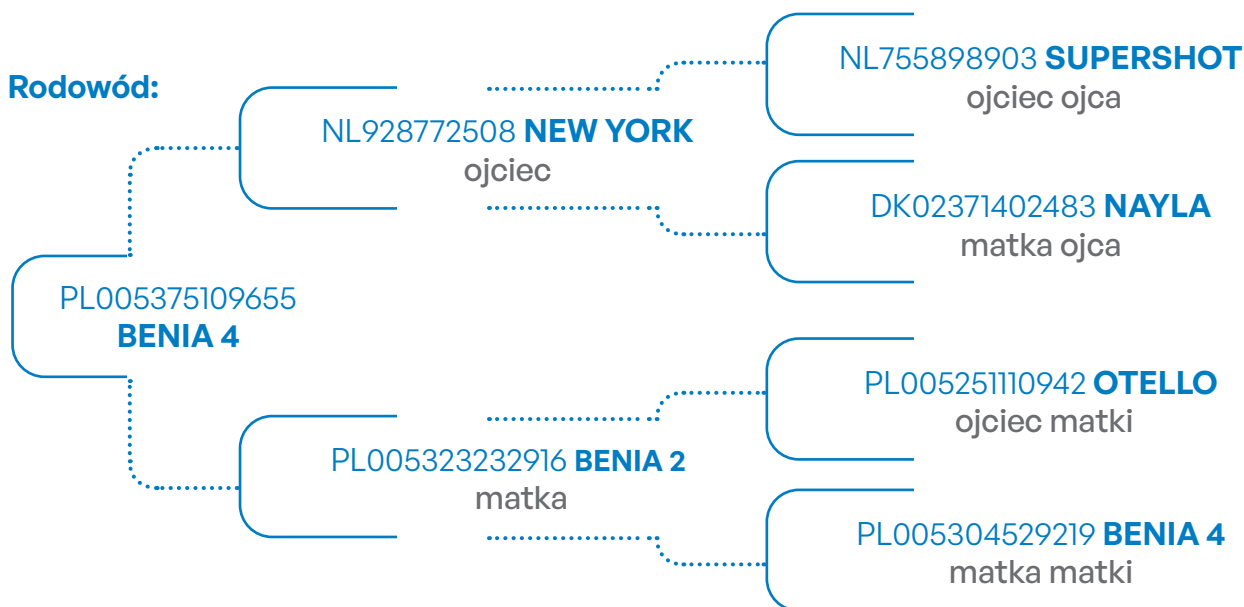 Rodowód:
NL755898903 SUPERSHOT
ojciec ojca
NL928772508 NEW YORK
ojciec
DK02371402483 NAYLA
matka ojca
PL005375109655
BENIA 4
PL005251110942 OTELLO
ojciec matki
PL005323232916 BENIA 2
matka
PL005304529219 BENIA 4
matka matki